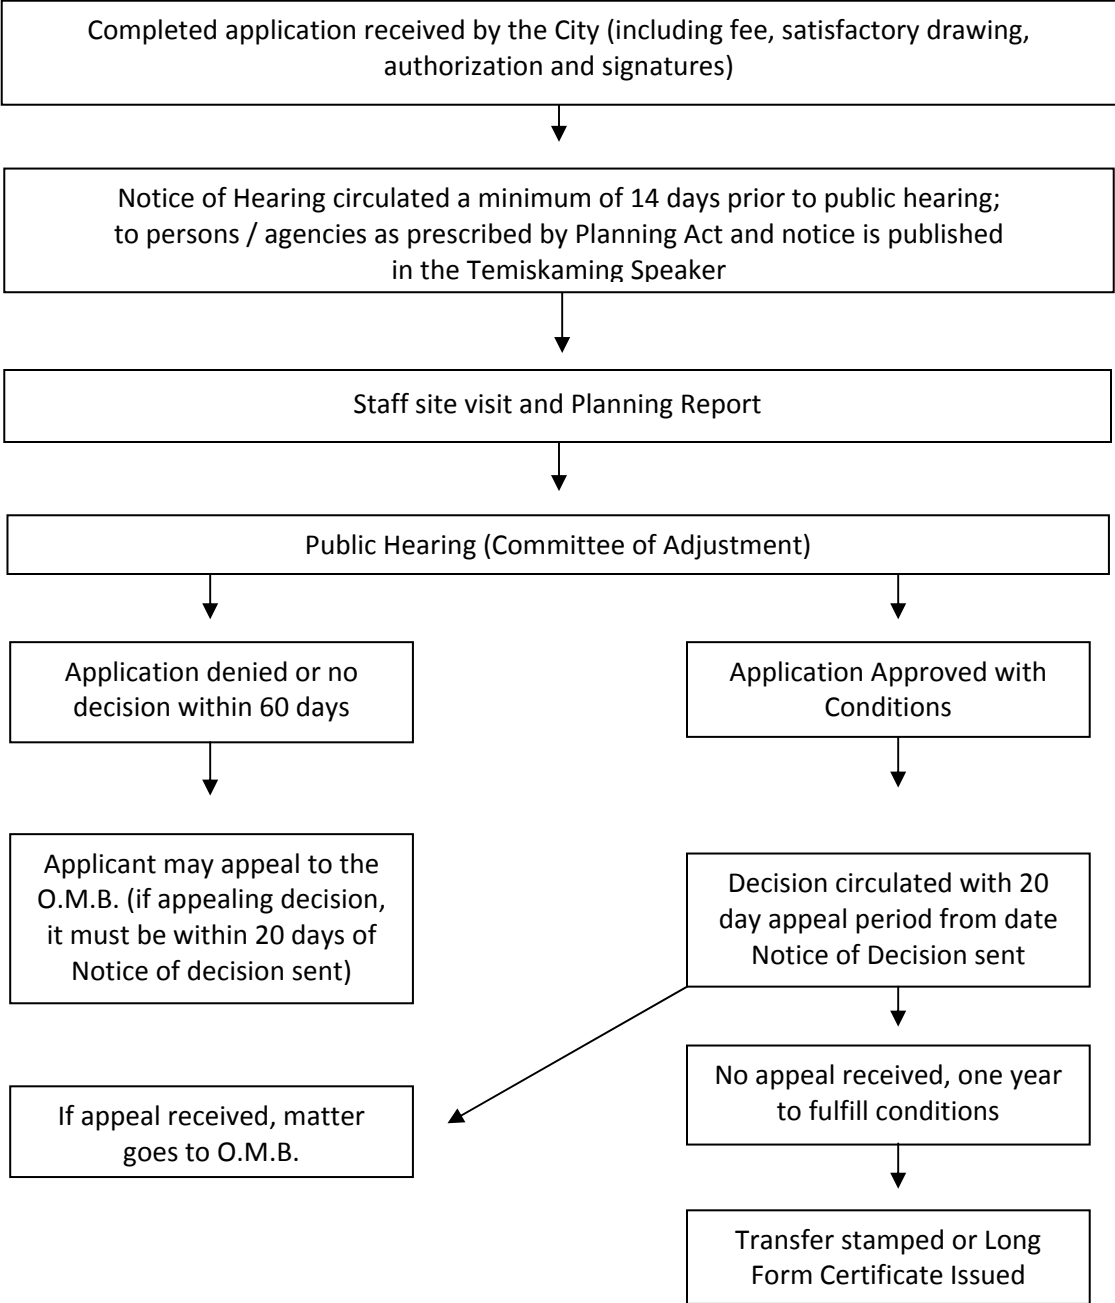 Completed application received by the City (including fee, satisfactory drawing,
authorization and signatures)
Notice of Hearing circulated a minimum of 14 days prior to public hearing;
to persons / agencies as prescribed by Planning Act and notice is published
in the Temiskaming Speaker
Staff site visit and Planning Report
Public Hearing (Committee of Adjustment)
Application denied or no
decision within 60 days
Applicant may appeal to the
O.M.B. (if appealing decision,
it must be within 20 days of
Notice of decision sent)
If appeal received, matter
goes to O.M.B.
Application Approved with
Conditions
Decision circulated with 20
day appeal period from date
Notice of Decision sent
No appeal received, one year
to fulfill conditions
Transfer stamped or Long
Form Certificate Issued